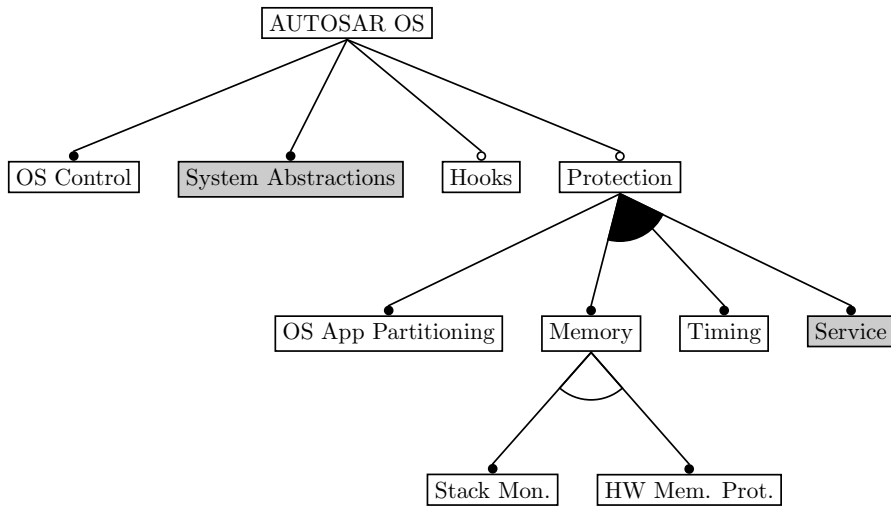 AUTOSAR OS
OS Control
System Abstractions
Hooks
Protection
OS App Partitioning
Memory
Timing
Service
Stack Mon.
HW Mem. Prot.